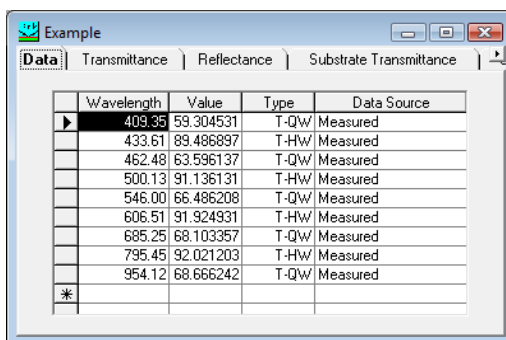 Example
Data Transmittance Reflectance Substrate Transmittance
Wavelength Value Type Data Source
409.35 59.304531 T-QW Measured
433.61 89.486897 T-HW Measured
462.48 63.596137 T-QW Measured
500.13 91.136131 T-HW Measured
546.00 66.486208 T-QW Measured
606.51 91.924931 T-HW Measured
685.25 68.103357 T-QW Measured
795.45 92.021203 T-HW Measured
954.12 68.666242 T-QW Measured